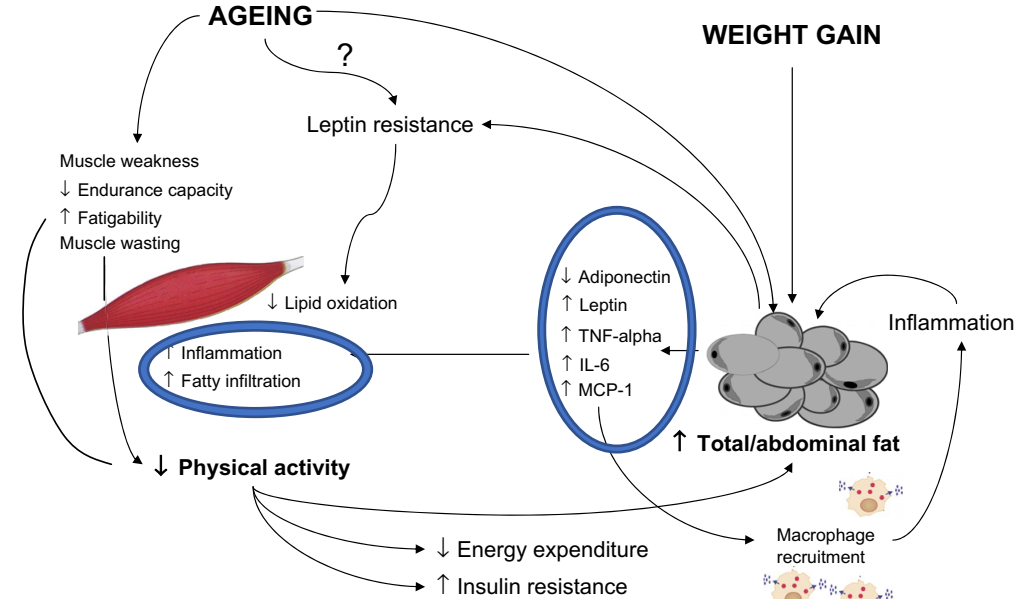 AGEING
WEIGHT GAIN
?
Leptin resistance
Muscle weakness
↓ Endurance capacity
↑ Fatigability
Muscle wasting
↓ Lipid oxidation
↑ Inflammation
↑ Fatty infiltration
↓ Adiponectin
↑ Leptin
↑ TNF-alpha
↑ IL-6
↑ MCP-1
Inflammation
↑ Total/abdominal fat
↓ Physical activity
Macrophage
recruitment
↓ Energy expenditure
↑ Insulin resistance